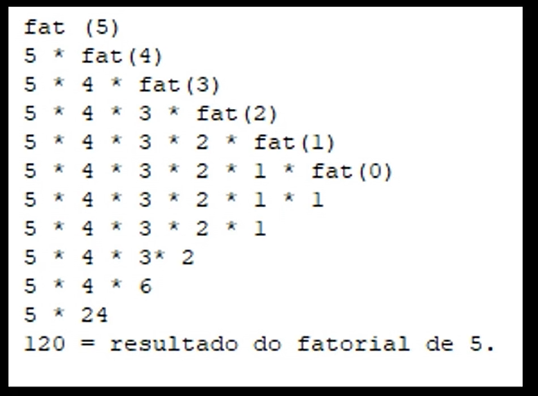 fat (5)
5 * fat(4)
5 * 4 * fat(3)
5 * 4 * 3 * fat(2)
5 * 4 * 3 * 2 * fat(1)
5 * 4 * 3 * 2 * 1 * fat(0)
5 * 4 * 3 * 2 * 1 * 1
5 * 4 * 3 * 2 * 1
5 * 4 * 3* 2
5 * 4 * 6
5 * 24
120 = resultado do fatorial de 5.